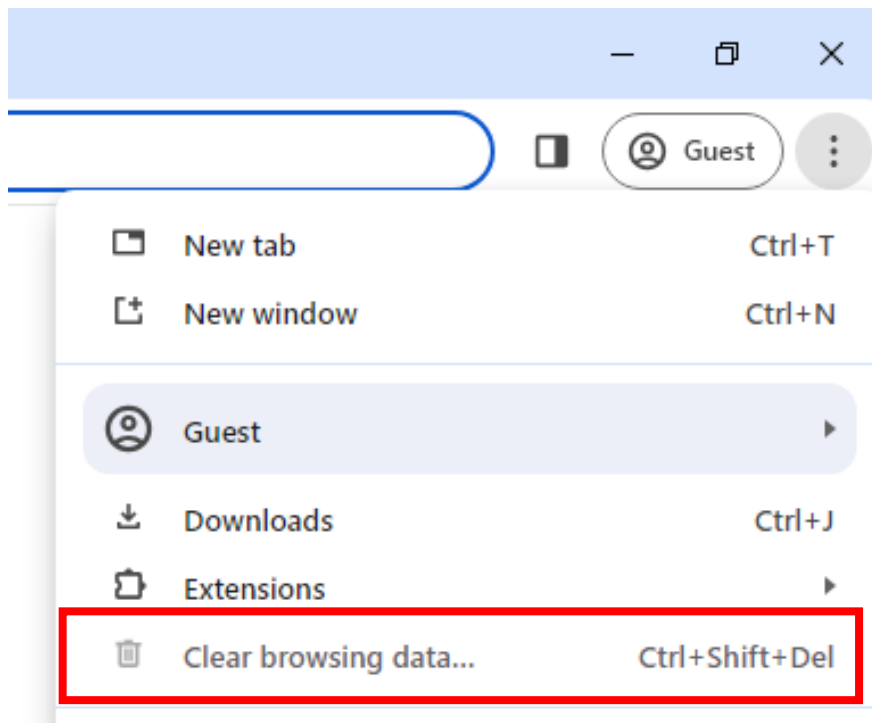 Guest
New tab Ctrl+T
New window Ctrl+N
Guest
Downloads Ctrl+J
Extensions
Clear browsing data... Ctrl+Shift+Del